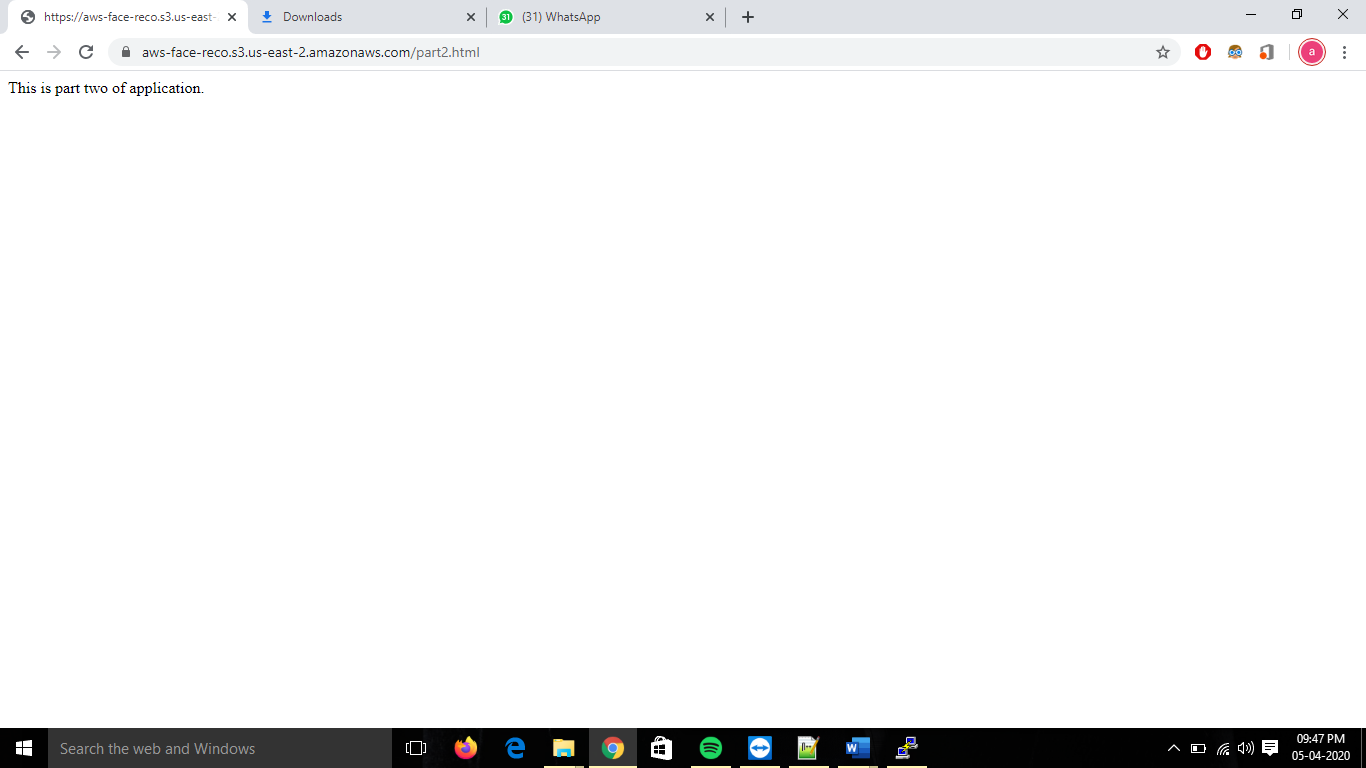 https://aws-face-reco.s3.us-east-
Downloads
31
(31) WhatsApp
aws-face-reco.s3.us-east-2.amazonaws.com/part2.html
a
This is part two of application.
Search the web and Windows
09:47 PM
05-04-2020